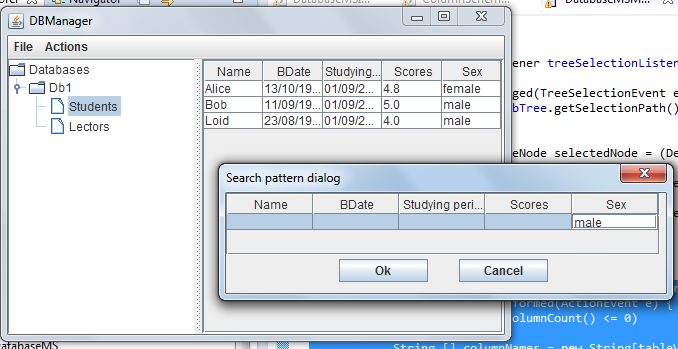 Navigator
DBManager
File Actions
Databases
Db1
Students
Lectors
Name BDate Studying... Scores Sex
Alice 13/10/19... 01/09/2... 4.8 female
Bob 11/09/19... 01/09/2... 5.0 male
Loid 23/08/19... 01/09/2... 4.0 male
Search pattern dialog
Name BDate Studying peri... Scores Sex
male
Ok Cancel
ener treeSelectionListen
ged(TreeSelectionEvent e
bTree.getSelectionPath()
eNode selectedNode = (De
formed(ActionEvent e) {
olumnCount() <= 0)
String [] columnNames = new String[tableV
DatabaseMS